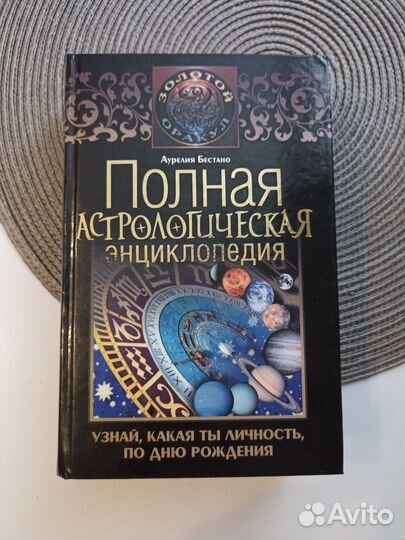 ЗОЛОТОЙ
ОРАКУЛ
Аурелия Бестано
Полная
АСТРОЛОГИЧЕСКАЯ
энциклопедия
УЗНАЙ, КАКАЯ ТЫ ЛИЧНОСТЬ,
ПО ДНЮ РОЖДЕНИЯ
Avito